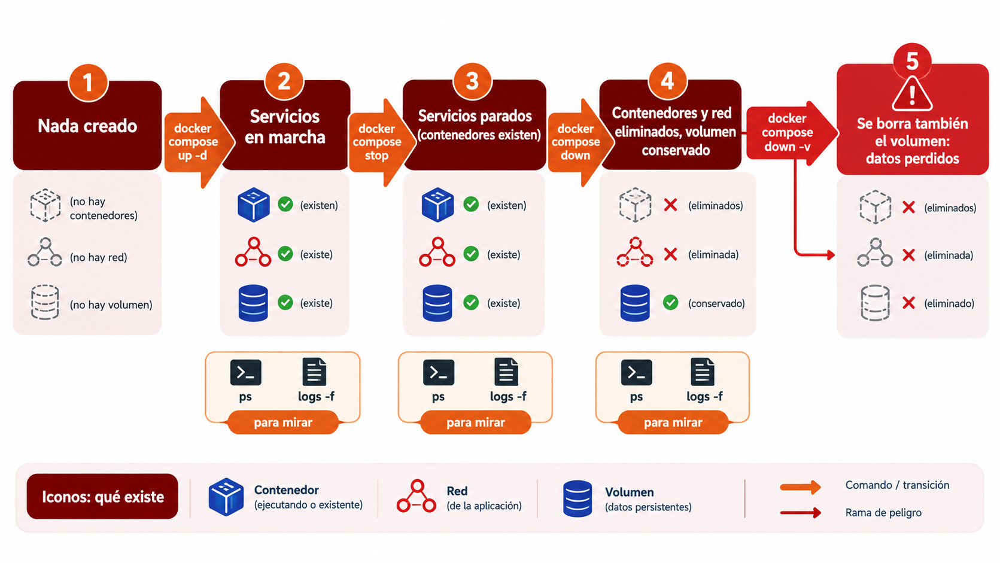 1
Nada creado
docker
compose
up -d
2
Servicios
en marcha
docker
compose
stop
3
Servicios parados
(contenedores existen)
docker
compose
down
4
Contenedores y red
eliminados, volumen
conservado
docker
compose
down -v
5
!
Se borra también
el volumen:
datos perdidos
(no hay
contenedores)
(no hay red)
(no hay volumen)
(existen)
(existe)
(existe)
(existen)
(existe)
(existe)
(eliminados)
(eliminada)
(conservado)
(eliminados)
(eliminada)
(eliminado)
ps
logs -f
para mirar
ps
logs -f
para mirar
ps
logs -f
para mirar
Iconos: qué existe
Contenedor
(ejecutando o existente)
Red
(de la aplicación)
Volumen
(datos persistentes)
Comando / transición
Rama de peligro